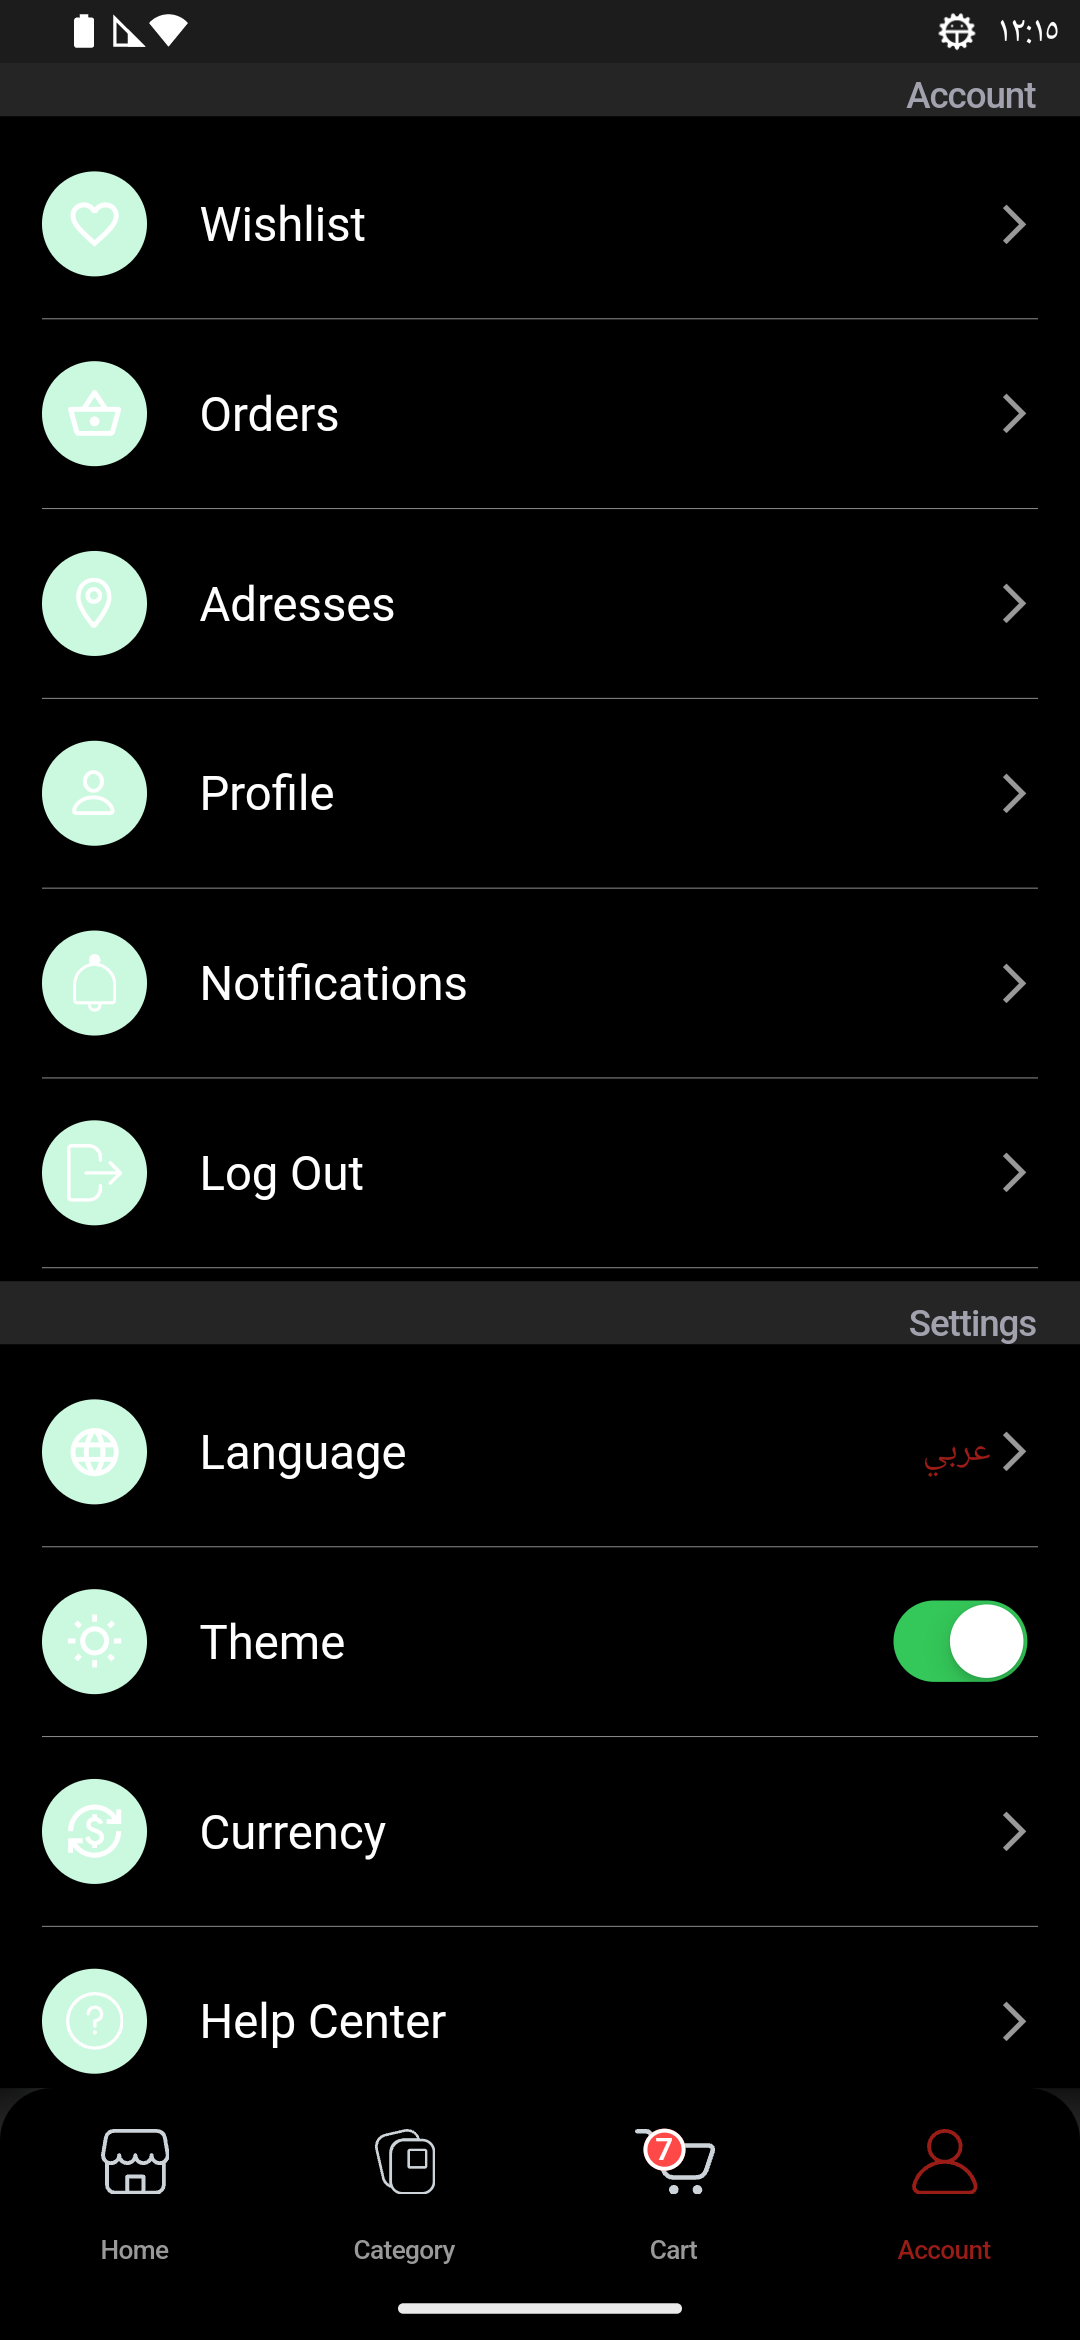 ١٢:١٥
Account
Wishlist
Orders
Adresses
Profile
Notifications
Log Out
Settings
Language
عربي
Theme
Currency
Help Center
7
Home
Category
Cart
Account